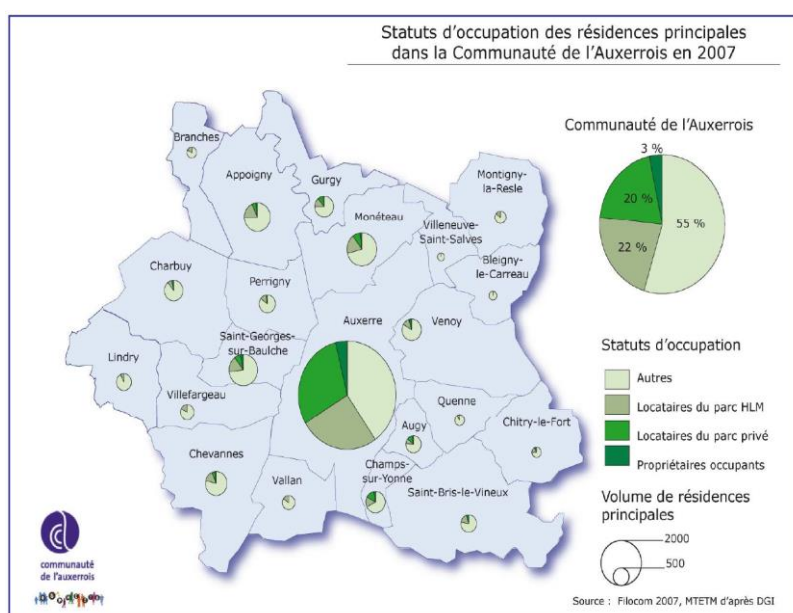 Statuts d'occupation des résidences principales
dans la Communauté de l'Auxerrois en 2007
Communauté de l'Auxerrois
3 %
20 %
55 %
22 %
Branches
Appoigny
Gurgy
Monéteau
Montigny-
la-Resle
Villeneuve-
Saint-Salves
Bleigny-
le-Carreau
Charbuy
Perrigny
Auxerre
Venoy
Saint-Georges-
sur-Baulche
Lindry
Villefargeau
Quenne
Chitry-le-Fort
Augy
Chevannes
Vallan
Champs-
sur-Yonne
Saint-Bris-le-Vineux
Statuts d'occupation
Autres
Locataires du parc HLM
Locataires du parc privé
Propriétaires occupants
Volume de résidences
principales
2000
500
communauté
de l'auxerrois
Source : Filocom 2007, MTETM d'après DGI